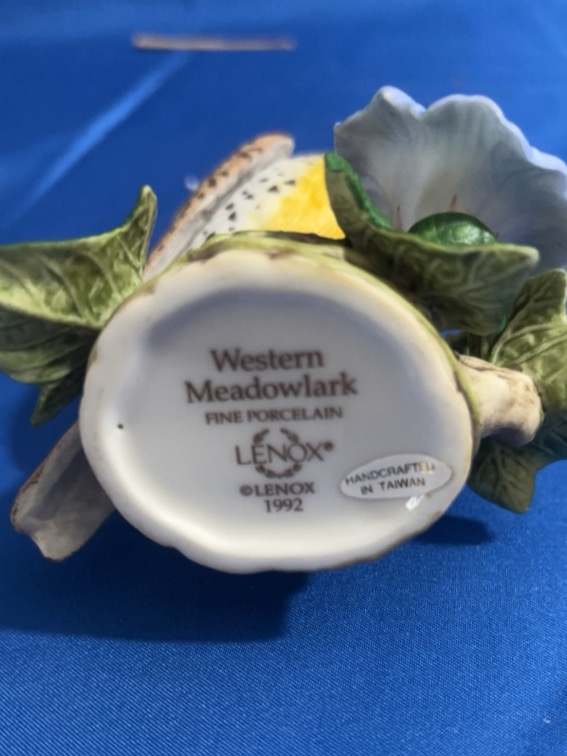 Western
Meadowlark
FINE PORCELAIN
LENOX®
©LENOX
1992
HANDCRAFTED
IN TAIWAN